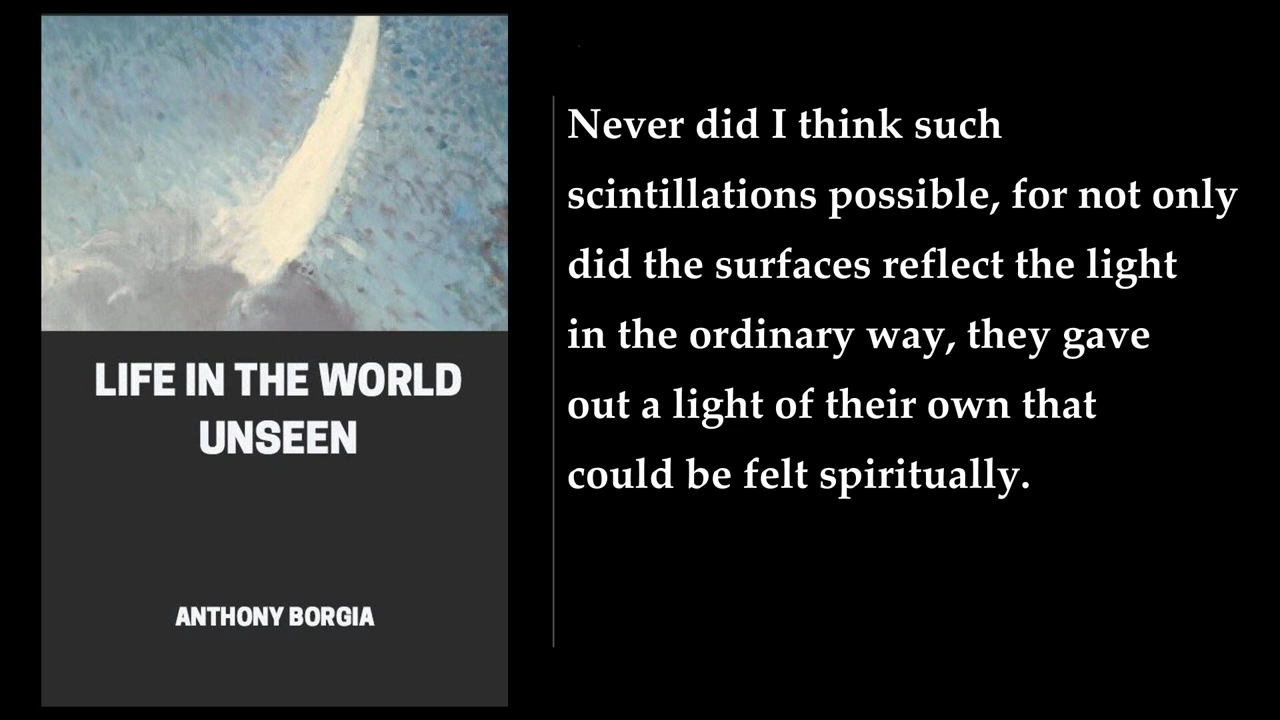 LIFE IN THE WORLD
UNSEEN
ANTHONY BORGIA
Never did I think such
scintillations possible, for not only
did the surfaces reflect the light
in the ordinary way, they gave
out a light of their own that
could be felt spiritually.